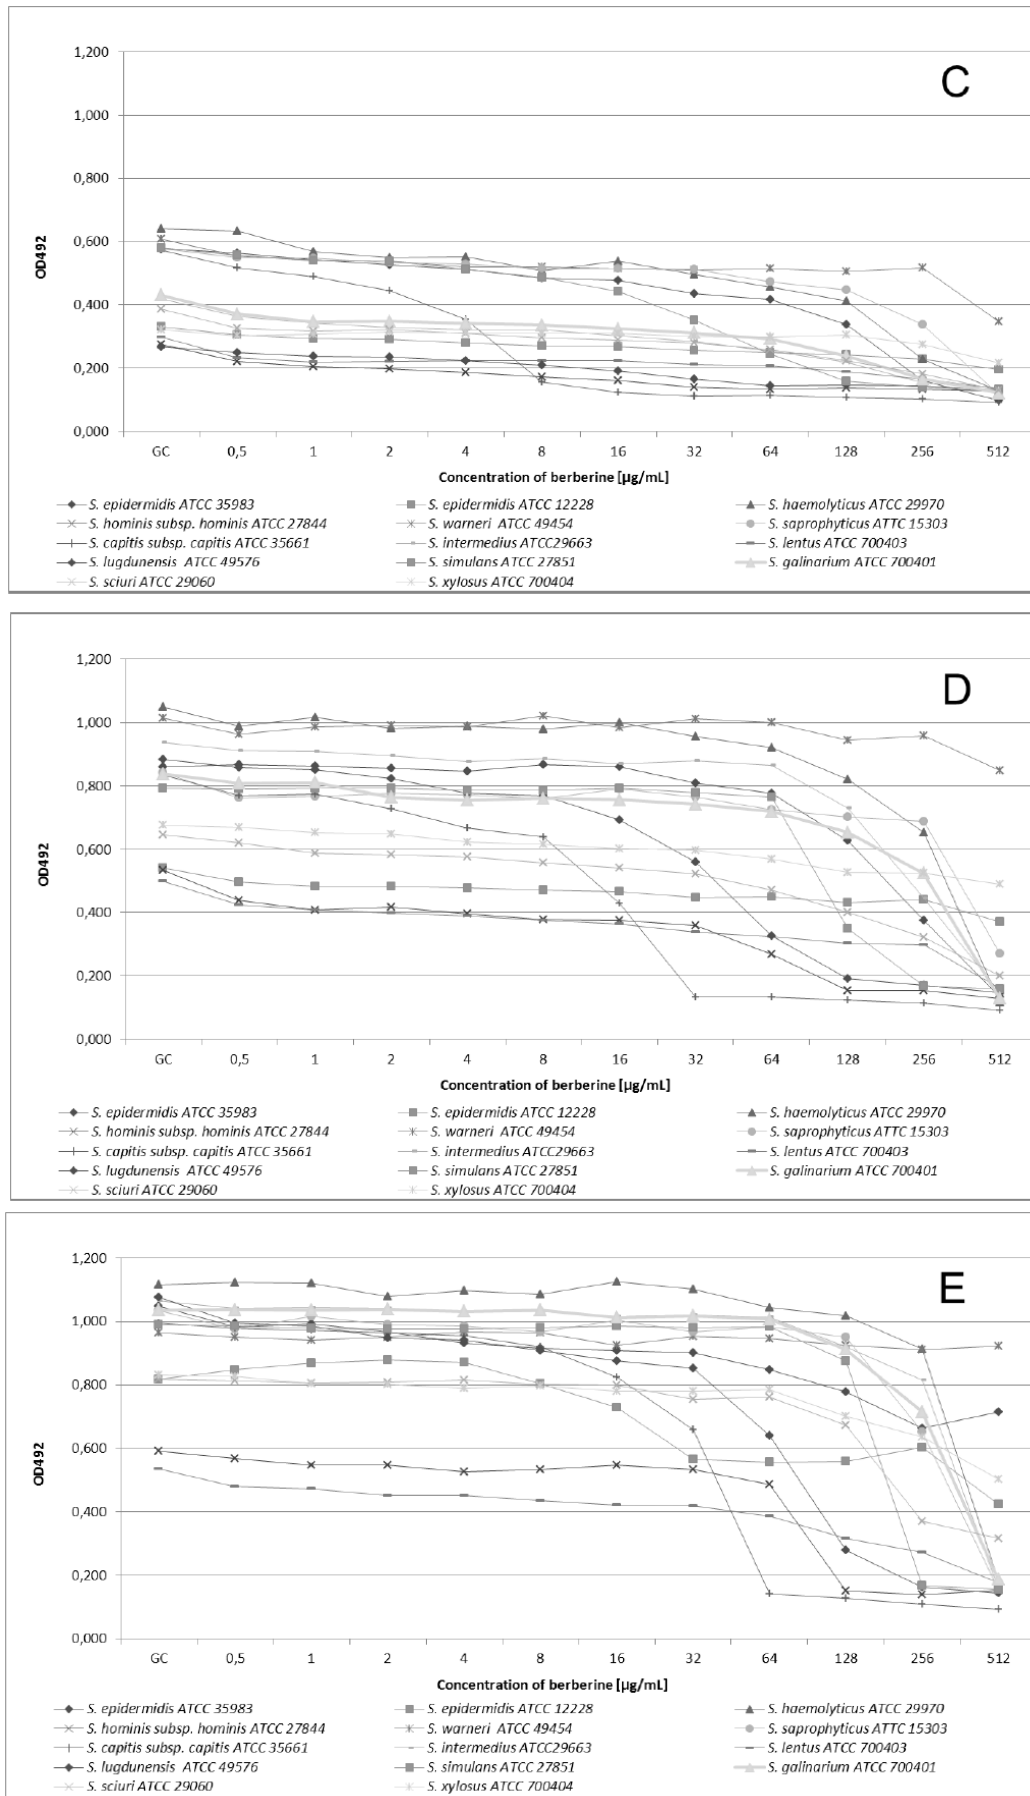 C
1,200
1,000
0,800
0,600
0,400
0,200
0,000
OD492
GC 0,5 1 2 4 8 16 32 64 128 256 512
Concentration of berberine [µg/mL]
S. epidermidis ATCC 35983 S. epidermidis ATCC 12228 S. haemolyticus ATCC 29970
S. hominis subsp. hominis ATCC 27844 S. warneri ATCC 49454 S. saprophyticus ATTC 15303
S. capitis subsp. capitis ATCC 35661 S. intermedius ATCC29663 S. lentus ATCC 700403
S. lugdunensis ATCC 49576 S. simulans ATCC 27851 S. galinarium ATCC 700401
S. sciuri ATCC 29060 S. xylosus ATCC 700404
D
1,200
1,000
0,800
0,600
0,400
0,200
0,000
OD492
GC 0,5 1 2 4 8 16 32 64 128 256 512
Concentration of berberine [µg/mL]
S. epidermidis ATCC 35983 S. epidermidis ATCC 12228 S. haemolyticus ATCC 29970
S. hominis subsp. hominis ATCC 27844 S. warneri ATCC 49454 S. saprophyticus ATTC 15303
S. capitis subsp. capitis ATCC 35661 S. intermedius ATCC29663 S. lentus ATCC 700403
S. lugdunensis ATCC 49576 S. simulans ATCC 27851 S. galinarium ATCC 700401
S. sciuri ATCC 29060 S. xylosus ATCC 700404
E
1,200
1,000
0,800
0,600
0,400
0,200
0,000
OD492
GC 0,5 1 2 4 8 16 32 64 128 256 512
Concentration of berberine [µg/mL]
S. epidermidis ATCC 35983 S. epidermidis ATCC 12228 S. haemolyticus ATCC 29970
S. hominis subsp. hominis ATCC 27844 S. warneri ATCC 49454 S. saprophyticus ATTC 15303
S. capitis subsp. capitis ATCC 35661 S. intermedius ATCC29663 S. lentus ATCC 700403
S. lugdunensis ATCC 49576 S. simulans ATCC 27851 S. galinarium ATCC 700401
S. sciuri ATCC 29060 S. xylosus ATCC 700404